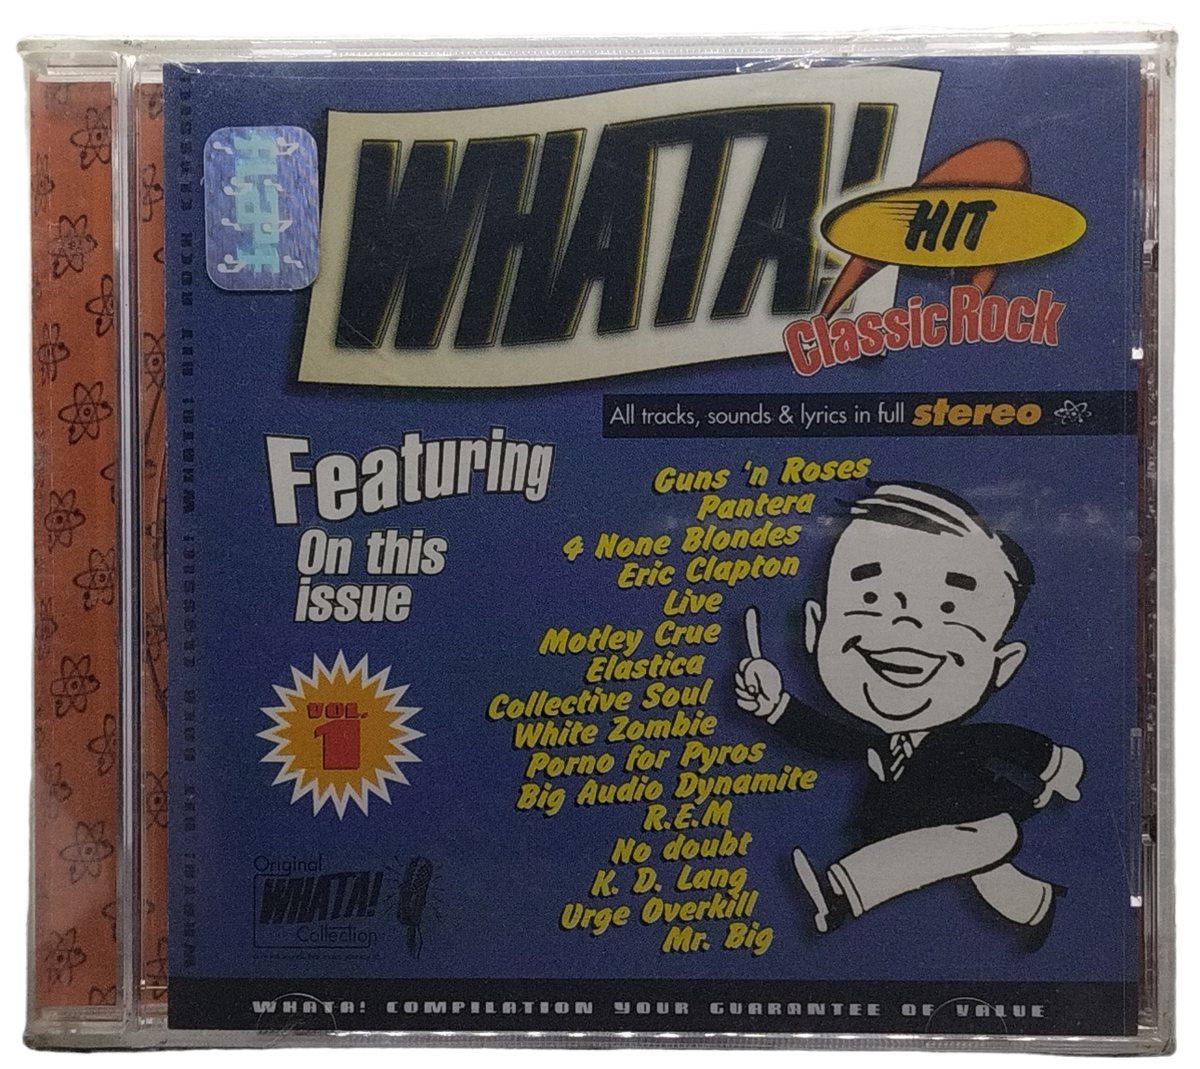 WHATA!
HIT
Classic Rock
All tracks, sounds & lyrics in full stereo
Featuring
On this
issue
Guns 'n Roses
Pantera
4 None Blondes
Eric Clapton
Live
Motley Crue
Elastica
Collective Soul
White Zombie
Porno for Pyros
Big Audio Dynamite
R.E.M
No doubt
K. D. Lang
Urge Overkill
Mr. Big
VOL.
1
Original
WHATA!
Collection
WHATA! COMPILATION YOUR GUARANTEE OF VALUE